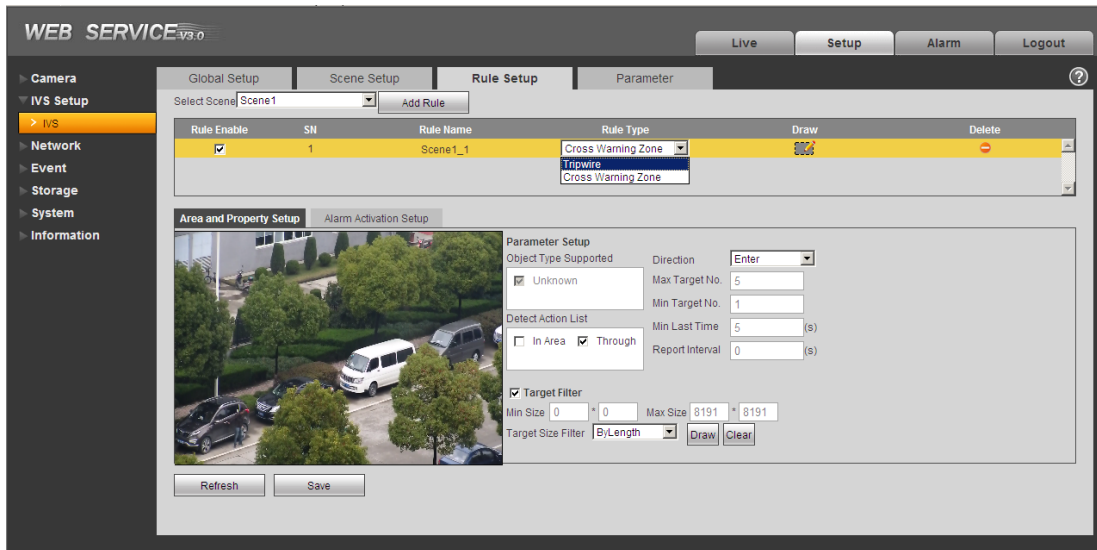 WEB SERVICE V3.0
Live Setup Alarm Logout
Camera
IVS Setup
IVS
Network
Event
Storage
System
Information
Global Setup Scene Setup Rule Setup Parameter ?
Select Scene Scene1 Add Rule
Rule Enable SN Rule Name Rule Type Draw Delete
1 Scene1_1 Cross Warning Zone
Tripwire
Cross Warning Zone
Area and Property Setup Alarm Activation Setup
Parameter Setup
Object Type Supported
Unknown
Detect Action List
In Area Through
Direction Enter
Max Target No. 5
Min Target No. 1
Min Last Time 5 (s)
Report Interval 0 (s)
Target Filter
Min Size 0 * 0 Max Size 8191 * 8191
Target Size Filter ByLength Draw Clear
Refresh Save